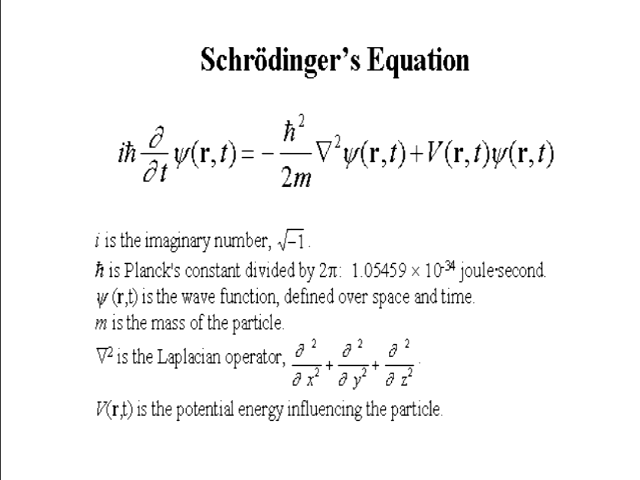 Schrödinger's Equation
iħ ∂/∂t ψ(r,t) = − ħ²/2m ∇²ψ(r,t) + V(r,t)ψ(r,t)
i is the imaginary number, √−1 .
ħ is Planck's constant divided by 2π: 1.05459 × 10⁻³⁴ joule-second.
ψ (r,t) is the wave function, defined over space and time.
m is the mass of the particle.
∇² is the Laplacian operator, ∂²/∂x² + ∂²/∂y² + ∂²/∂z² .
V(r,t) is the potential energy influencing the particle.